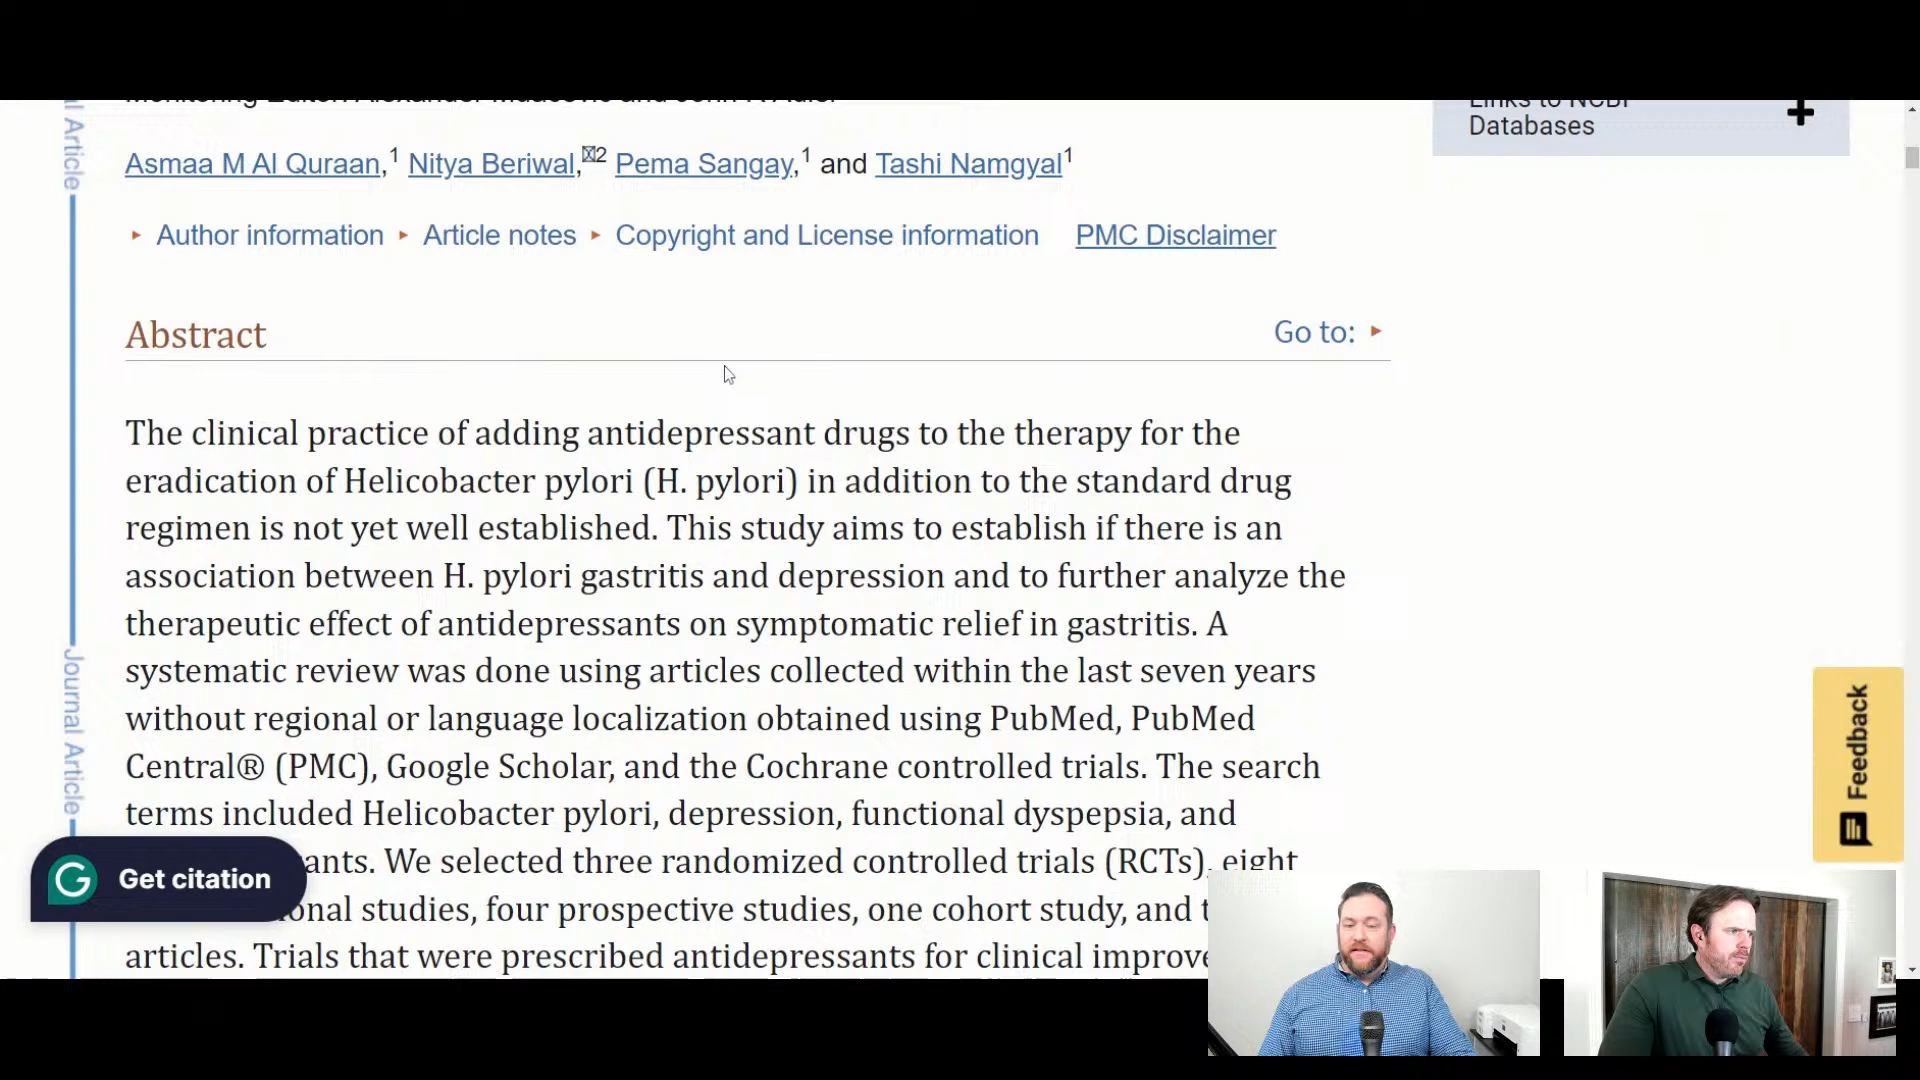 Asmaa M Al Quraan,1 Nitya Beriwal,2 Pema Sangay,1 and Tashi Namgyal1
Author information Article notes Copyright and License information PMC Disclaimer
Links to NCBI
Databases
Abstract
Go to:
The clinical practice of adding antidepressant drugs to the therapy for the
eradication of Helicobacter pylori (H. pylori) in addition to the standard drug
regimen is not yet well established. This study aims to establish if there is an
association between H. pylori gastritis and depression and to further analyze the
therapeutic effect of antidepressants on symptomatic relief in gastritis. A
systematic review was done using articles collected within the last seven years
without regional or language localization obtained using PubMed, PubMed
Central® (PMC), Google Scholar, and the Cochrane controlled trials. The search
terms included Helicobacter pylori, depression, functional dyspepsia, and
ants. We selected three randomized controlled trials (RCTs), eight
onal studies, four prospective studies, one cohort study, and t
articles. Trials that were prescribed antidepressants for clinical improve
Get citation
Feedback
al Article
Journal Article